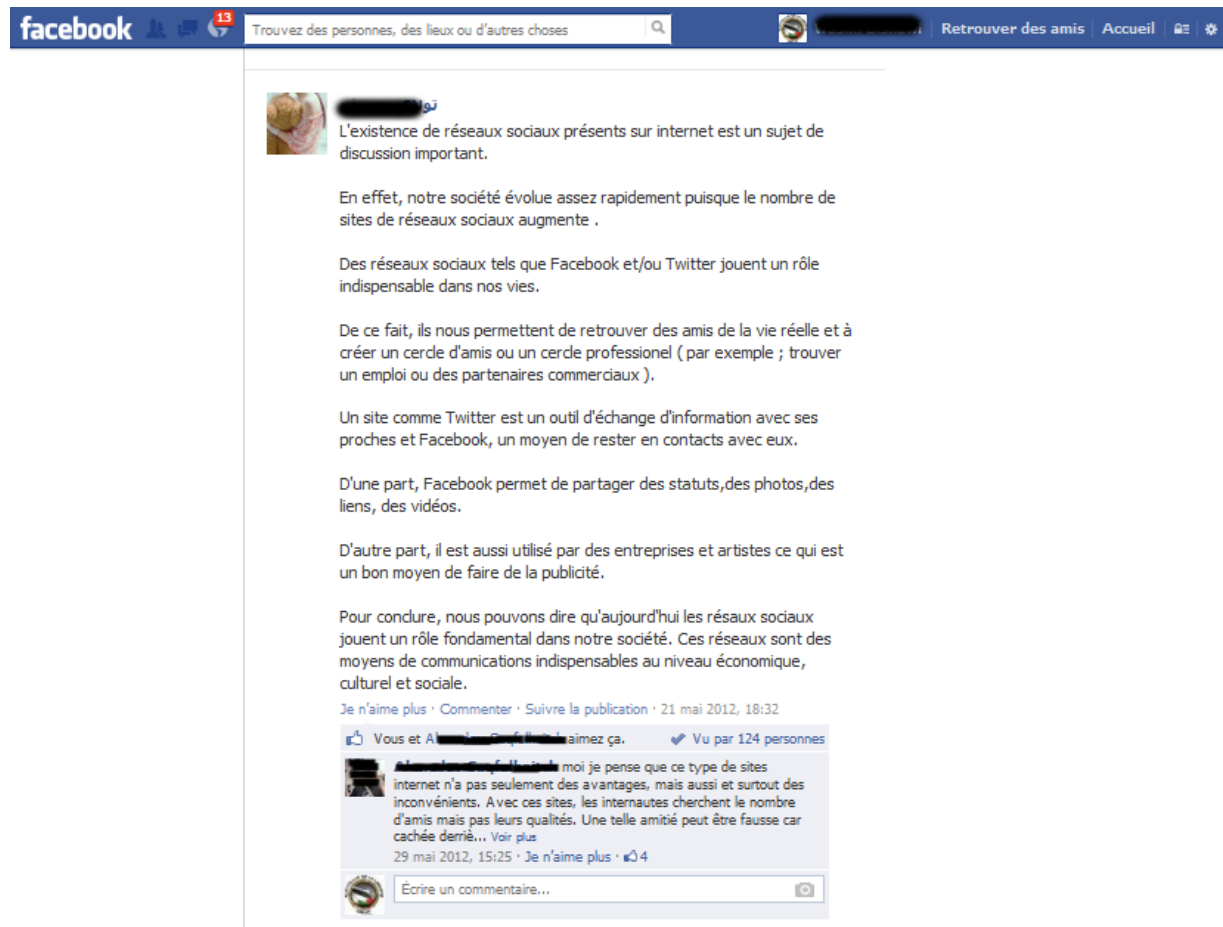 facebook
13
Trouvez des personnes, des lieux ou d'autres choses
Retrouver des amis
Accueil
L'existence de réseaux sociaux présents sur internet est un sujet de
discussion important.
En effet, notre société évolue assez rapidement puisque le nombre de
sites de réseaux sociaux augmente .
Des réseaux sociaux tels que Facebook et/ou Twitter jouent un rôle
indispensable dans nos vies.
De ce fait, ils nous permettent de retrouver des amis de la vie réelle et à
créer un cercle d'amis ou un cercle professionel ( par exemple ; trouver
un emploi ou des partenaires commerciaux ).
Un site comme Twitter est un outil d'échange d'information avec ses
proches et Facebook, un moyen de rester en contacts avec eux.
D'une part, Facebook permet de partager des statuts,des photos,des
liens, des vidéos.
D'autre part, il est aussi utilisé par des entreprises et artistes ce qui est
un bon moyen de faire de la publicité.
Pour conclure, nous pouvons dire qu'aujourd'hui les résaux sociaux
jouent un rôle fondamental dans notre société. Ces réseaux sont des
moyens de communications indispensables au niveau économique,
culturel et sociale.
Je n'aime plus · Commenter · Suivre la publication · 21 mai 2012, 18:32
Vous et aimez ça. Vu par 124 personnes
moi je pense que ce type de sites
internet n'a pas seulement des avantages, mais aussi et surtout des
inconvénients. Avec ces sites, les internautes cherchent le nombre
d'amis mais pas leurs qualités. Une telle amitié peut être fausse car
cachée derriè... Voir plus
29 mai 2012, 15:25 · Je n'aime plus · 4
Écrire un commentaire...